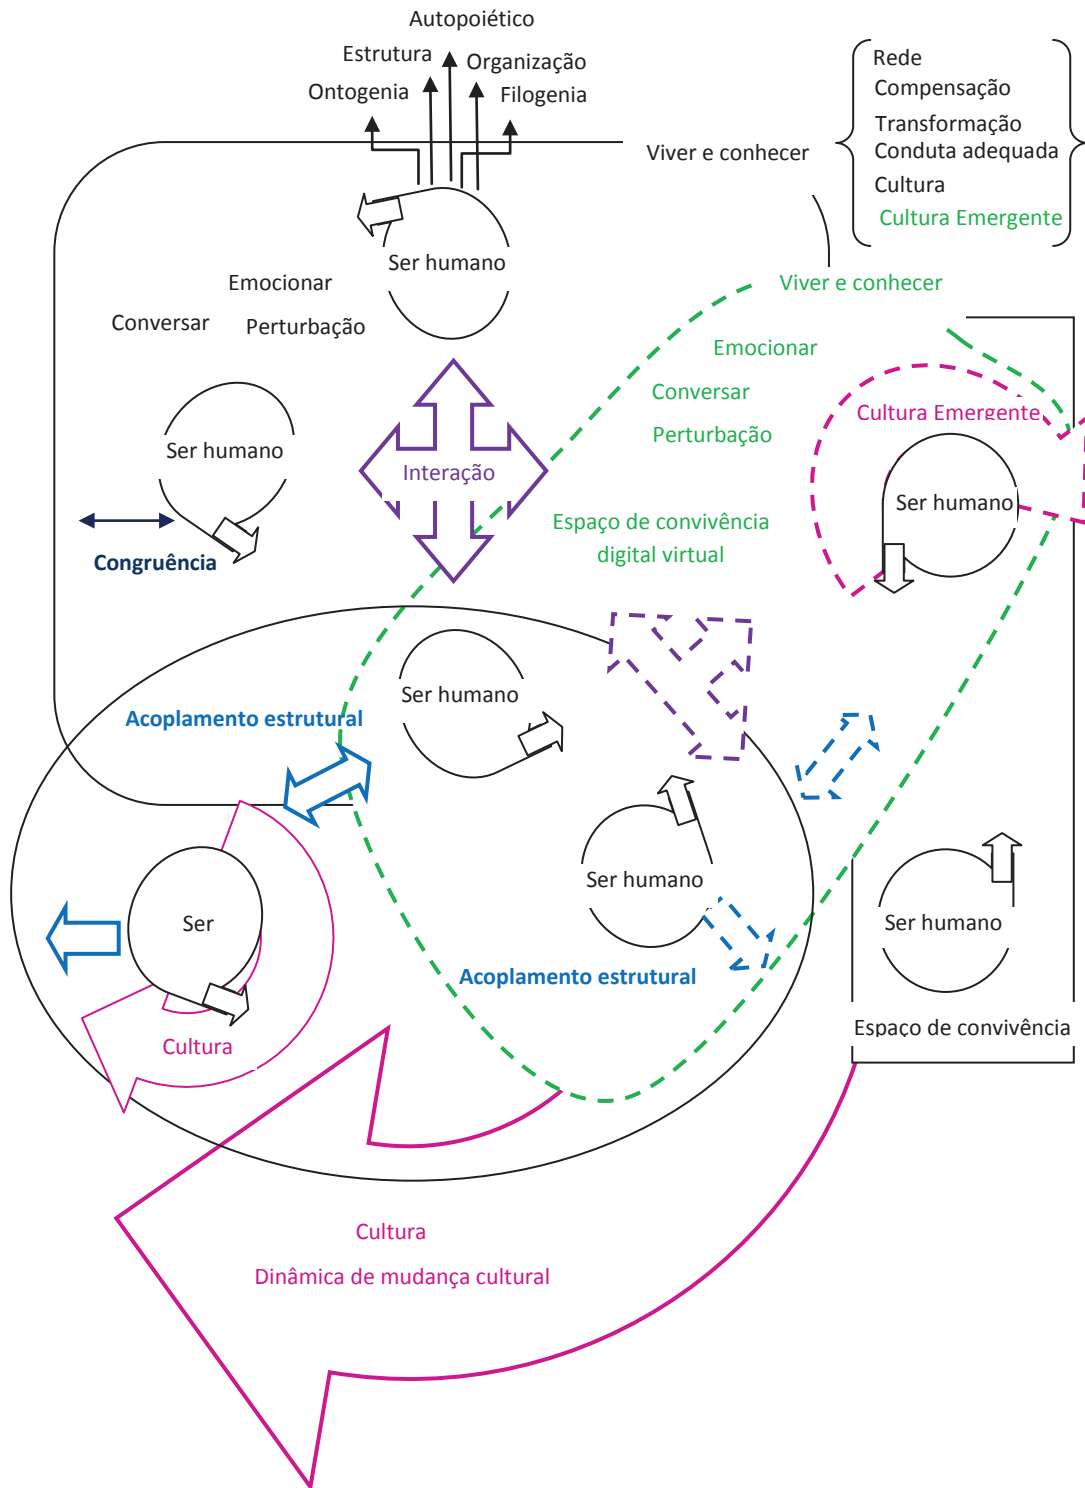 Autopoiético
Estrutura
Organização
Ontogenia
Filogenia
Rede
Compensação
Transformação
Conduta adequada
Cultura
Cultura Emergente
Viver e conhecer
Ser humano
Viver e conhecer
Emocionar
Conversar
Perturbação
Emocionar
Conversar
Perturbação
Cultura Emergente
Ser humano
Interação
Ser humano
Espaço de convivência
digital virtual
Congruência
Ser humano
Acoplamento estrutural
Ser humano
Ser
Ser humano
Acoplamento estrutural
Espaço de convivência
Cultura
Cultura
Dinâmica de mudança cultural